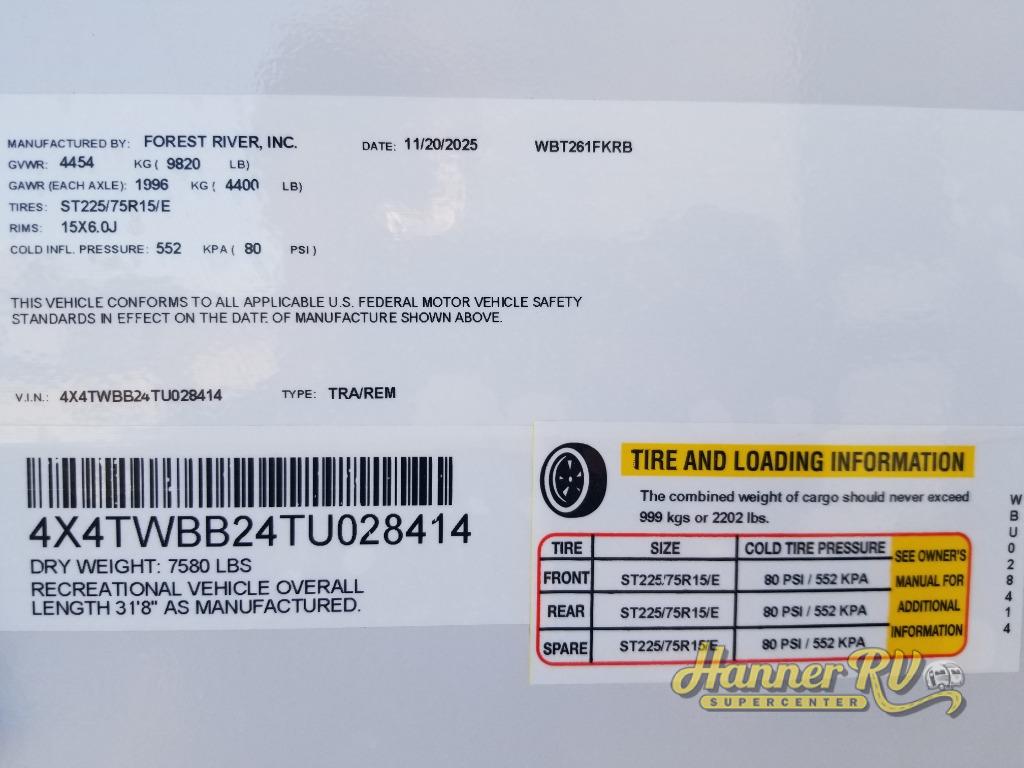 MANUFACTURED BY: FOREST RIVER, INC. DATE: 11/20/2025 WBT261FKRB
GVWR: 4454 KG ( 9820 LB)
GAWR (EACH AXLE): 1996 KG ( 4400 LB)
TIRES: ST225/75R15/E
RIMS: 15X6.0J
COLD INFL. PRESSURE: 552 KPA ( 80 PSI )
THIS VEHICLE CONFORMS TO ALL APPLICABLE U.S. FEDERAL MOTOR VEHICLE SAFETY
STANDARDS IN EFFECT ON THE DATE OF MANUFACTURE SHOWN ABOVE.
V.I.N.: 4X4TWBB24TU028414 TYPE: TRA/REM
4X4TWBB24TU028414
DRY WEIGHT: 7580 LBS
RECREATIONAL VEHICLE OVERALL
LENGTH 31'8" AS MANUFACTURED.
TIRE AND LOADING INFORMATION
The combined weight of cargo should never exceed
999 kgs or 2202 lbs.
TIRE SIZE COLD TIRE PRESSURE
FRONT ST225/75R15/E 80 PSI / 552 KPA
REAR ST225/75R15/E 80 PSI / 552 KPA
SPARE ST225/75R15/E 80 PSI / 552 KPA
SEE OWNER'S
MANUAL FOR
ADDITIONAL
INFORMATION
WBU028414
Hanner RV
SUPERCENTER